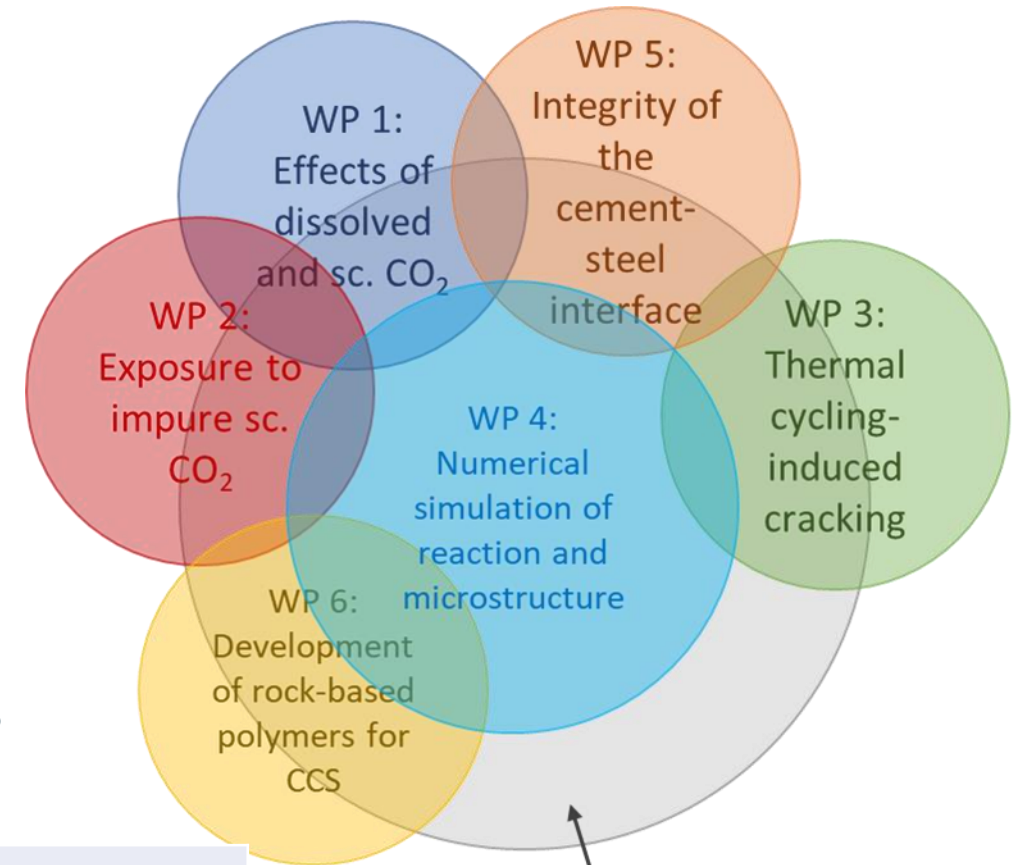 WP 1:
Effects of
dissolved
and sc. CO₂
WP 5:
Integrity of
the
cement-
steel
interface
WP 2:
Exposure to
impure sc.
CO₂
WP 3:
Thermal
cycling-
induced
cracking
WP 4:
Numerical
simulation of
reaction and
microstructure
WP 6:
Development
of rock-based
polymers for
CCS